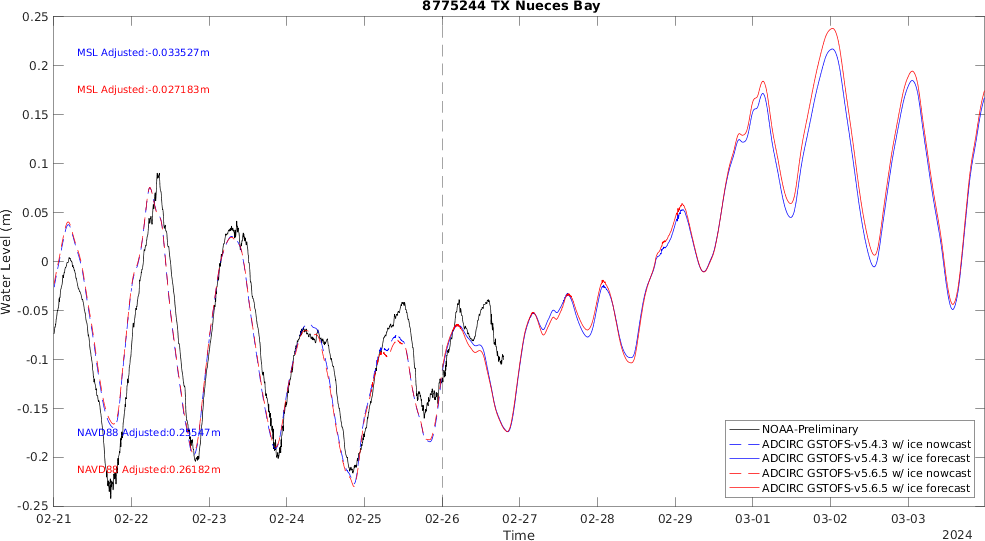 8775244 TX Nueces Bay
0.25
0.2
0.15
0.1
0.05
0
-0.05
-0.1
-0.15
-0.2
-0.25
Water Level (m)
MSL Adjusted:-0.033527m
MSL Adjusted:-0.027183m
NAVD88 Adjusted:0.25547m
NAVD88 Adjusted:0.26182m
NOAA-Preliminary
ADCIRC GSTOFS-v5.4.3 w/ ice nowcast
ADCIRC GSTOFS-v5.4.3 w/ ice forecast
ADCIRC GSTOFS-v5.6.5 w/ ice nowcast
ADCIRC GSTOFS-v5.6.5 w/ ice forecast
02-21 02-22 02-23 02-24 02-25 02-26 02-27 02-28 02-29 03-01 03-02 03-03
Time
2024